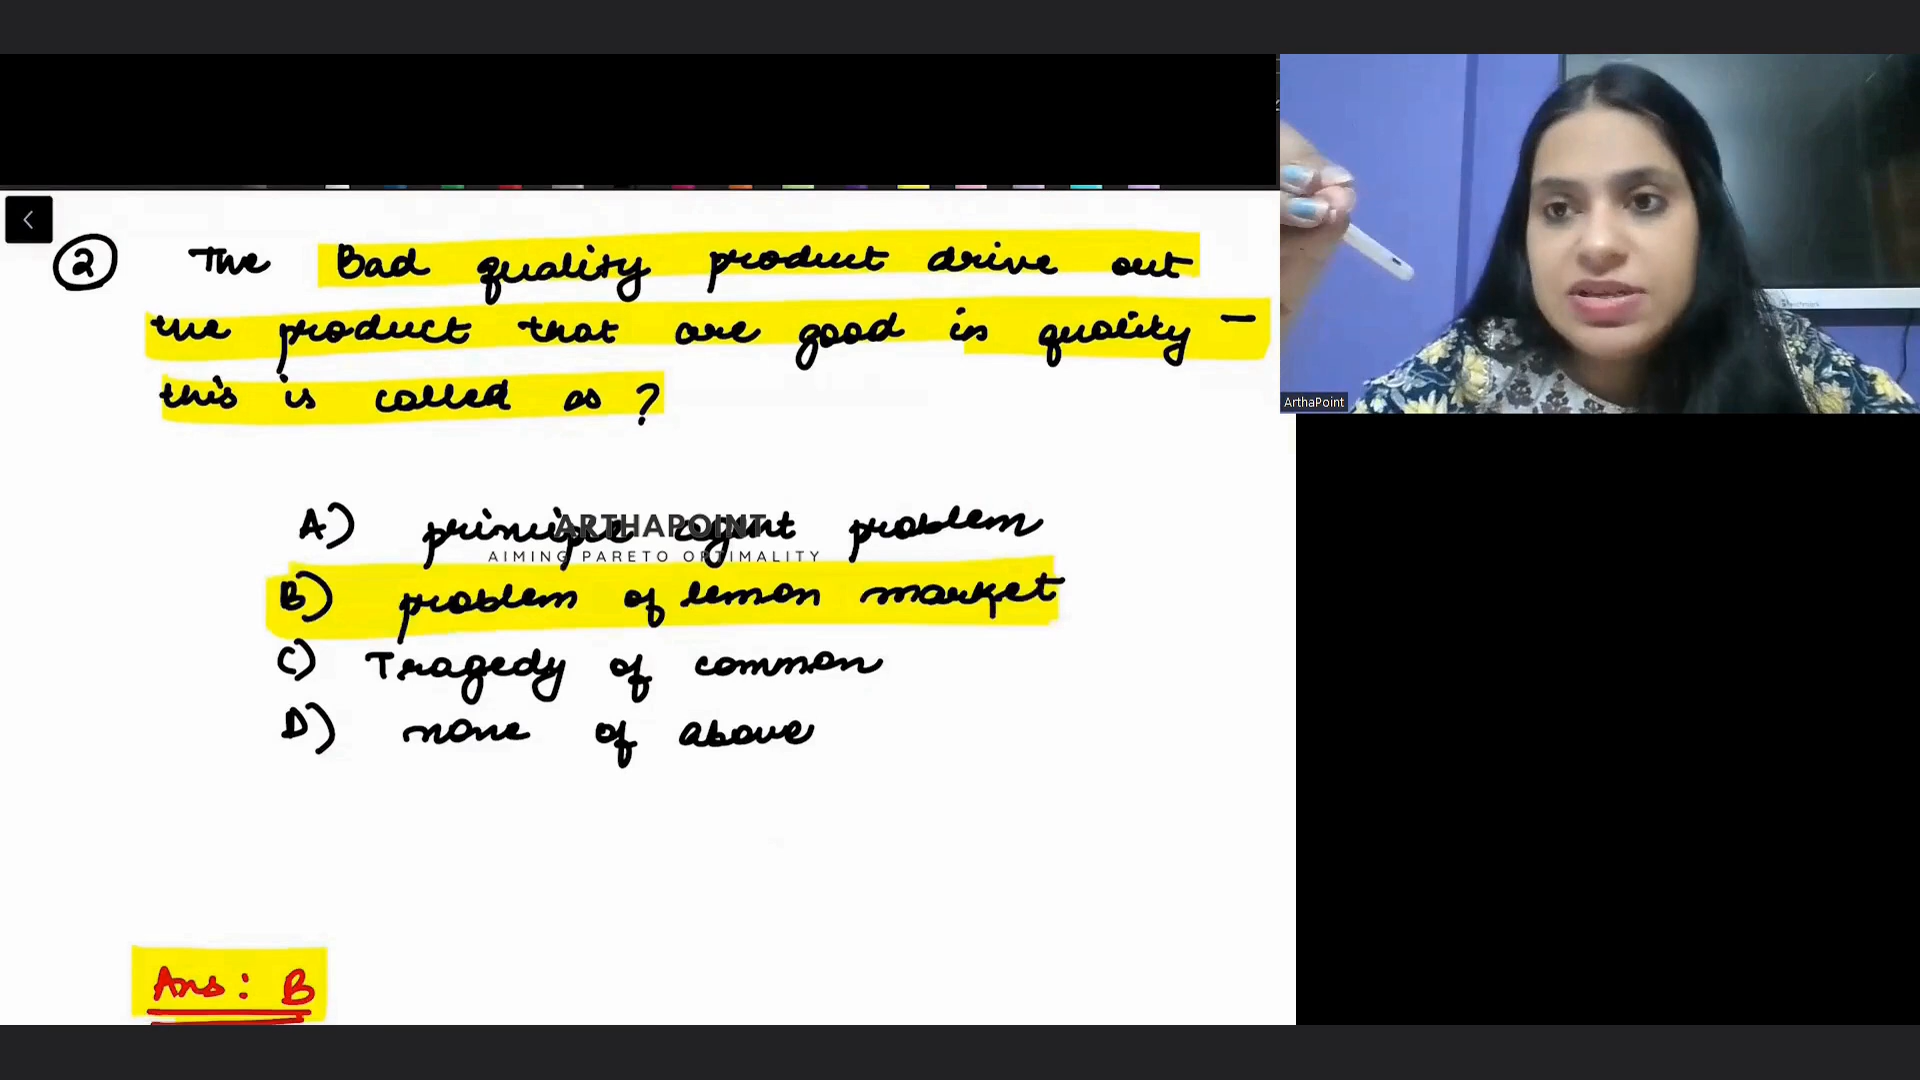 ② The Bad quality product drive out
the product that are good in quality -
this is called as ?
A) principle agent problem
ARTHAPOINT
AIMING PARETO OPTIMALITY
B) problem of lemon market
C) Tragedy of common
D) none of above
Ans: B
ArthaPoint